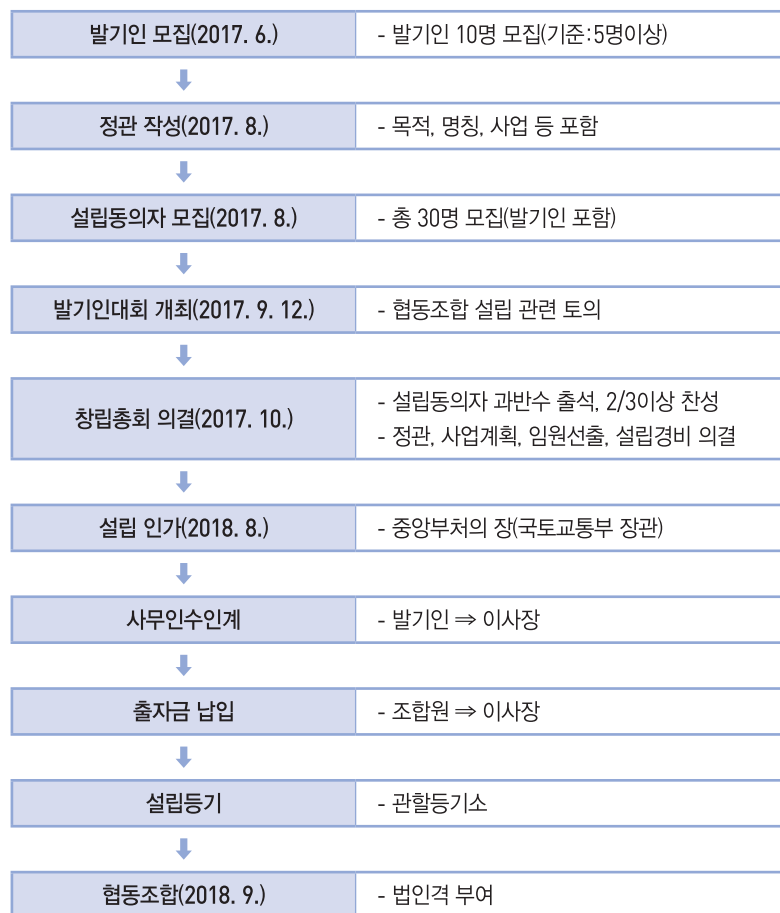 발기인 모집(2017. 6.)
- 발기인 10명 모집(기준:5명이상)
정관 작성(2017. 8.)
- 목적, 명칭, 사업 등 포함
설립동의자 모집(2017. 8.)
- 총 30명 모집(발기인 포함)
발기인대회 개최(2017. 9. 12.)
- 협동조합 설립 관련 토의
창립총회 의결(2017. 10.)
- 설립동의자 과반수 출석, 2/3이상 찬성
- 정관, 사업계획, 임원선출, 설립경비 의결
설립 인가(2018. 8.)
- 중앙부처의 장(국토교통부 장관)
사무인수인계
- 발기인 ⇒ 이사장
출자금 납입
- 조합원 ⇒ 이사장
설립등기
- 관할등기소
협동조합(2018. 9.)
- 법인격 부여